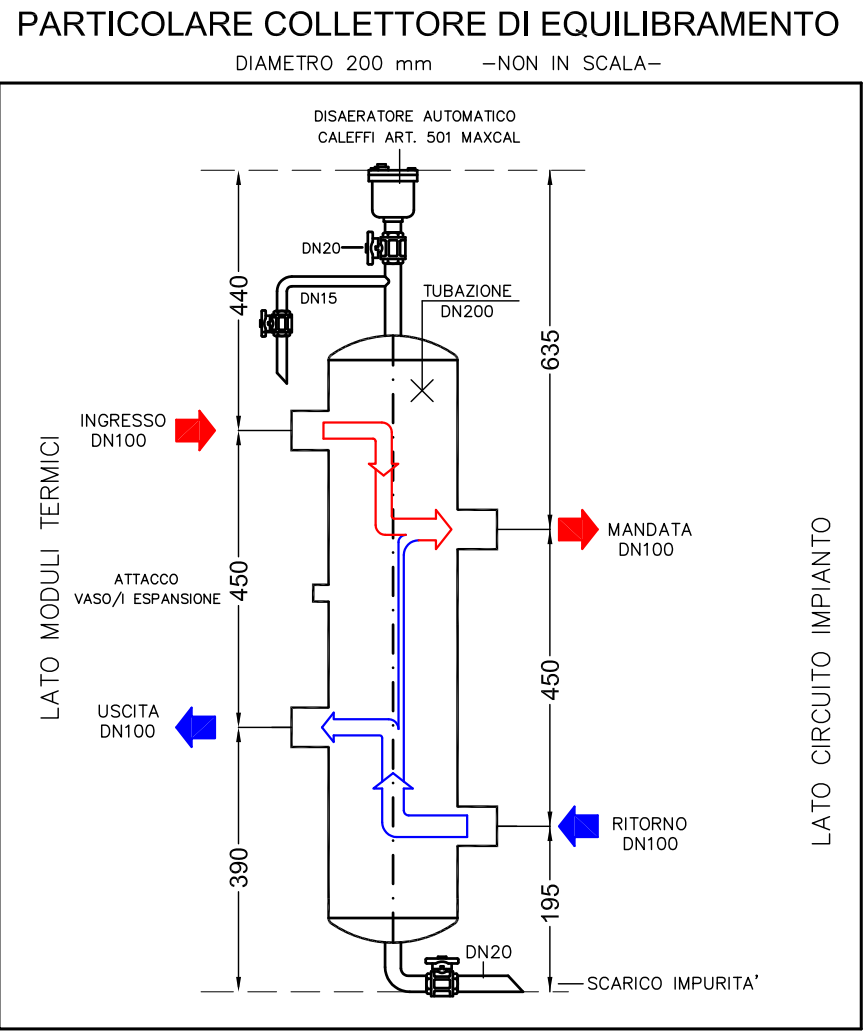 PARTICOLARE COLLETTORE DI EQUILIBRAMENTO
DIAMETRO 200 mm -NON IN SCALA-
DISAERATORE AUTOMATICO
CALEFFI ART. 501 MAXCAL
DN20
DN15
TUBAZIONE
DN200
440
635
INGRESSO
DN100
LATO MODULI TERMICI
MANDATA
DN100
ATTACCO
VASO/I ESPANSIONE
450
450
USCITA
DN100
LATO CIRCUITO IMPIANTO
RITORNO
DN100
390
195
DN20
SCARICO IMPURITA'